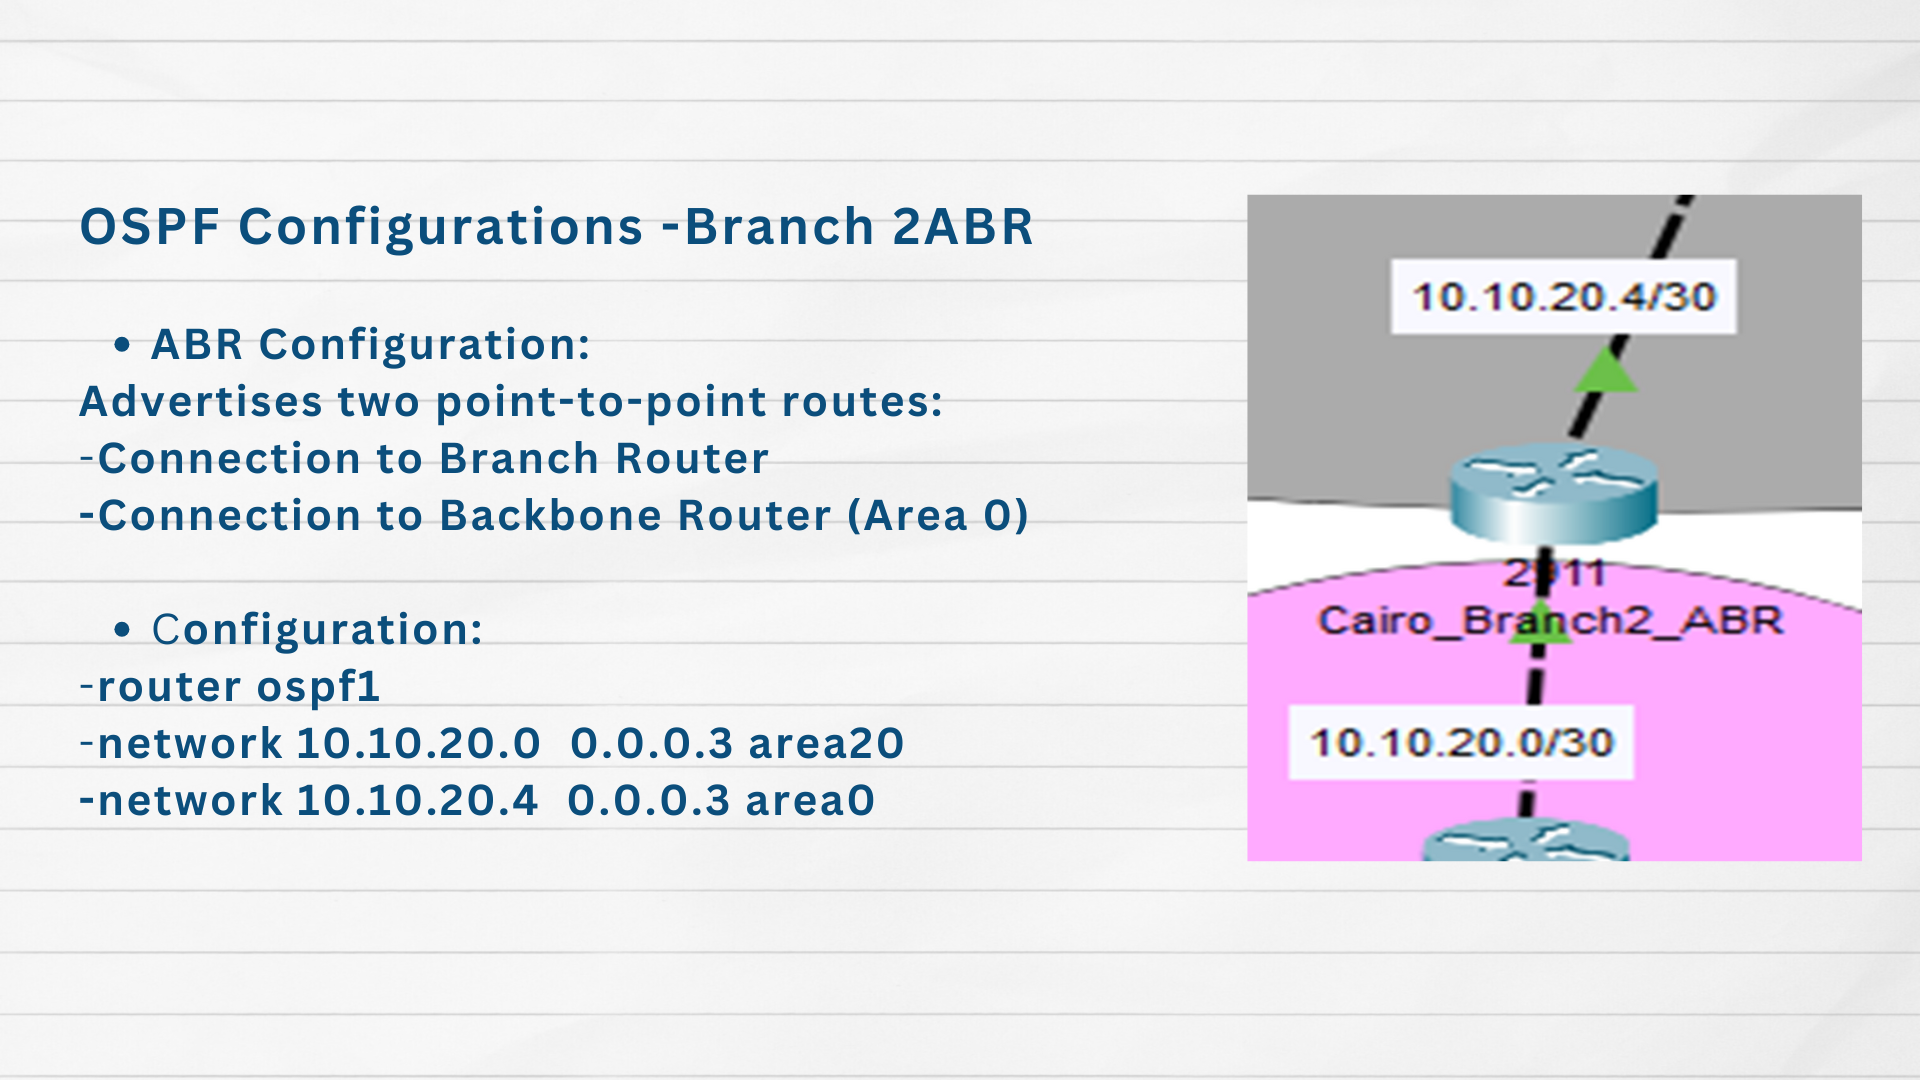 OSPF Configurations -Branch 2ABR
• ABR Configuration:
Advertises two point-to-point routes:
-Connection to Branch Router
-Connection to Backbone Router (Area 0)
• Configuration:
-router ospf1
-network 10.10.20.0  0.0.0.3 area20
-network 10.10.20.4  0.0.0.3 area0
10.10.20.4/30
2911
Cairo_Branch2_ABR
10.10.20.0/30